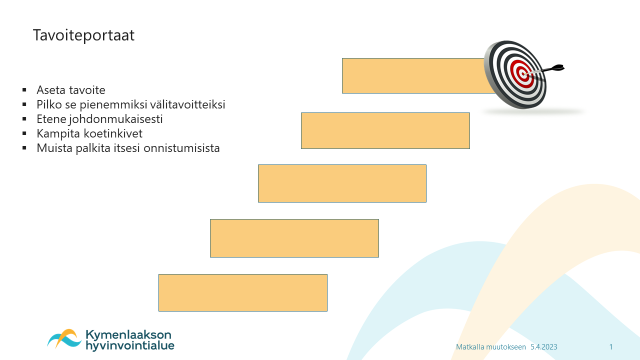 Tavoiteportaat
▪ Aseta tavoite
▪ Pilko se pienemmiksi välitavoitteiksi
▪ Etene johdonmukaisesti
▪ Kampita koetinkivet
▪ Muista palkita itsesi onnistumisista
Kymenlaakson
hyvinvointialue
Matkalla muutokseen 5.4.2023 1